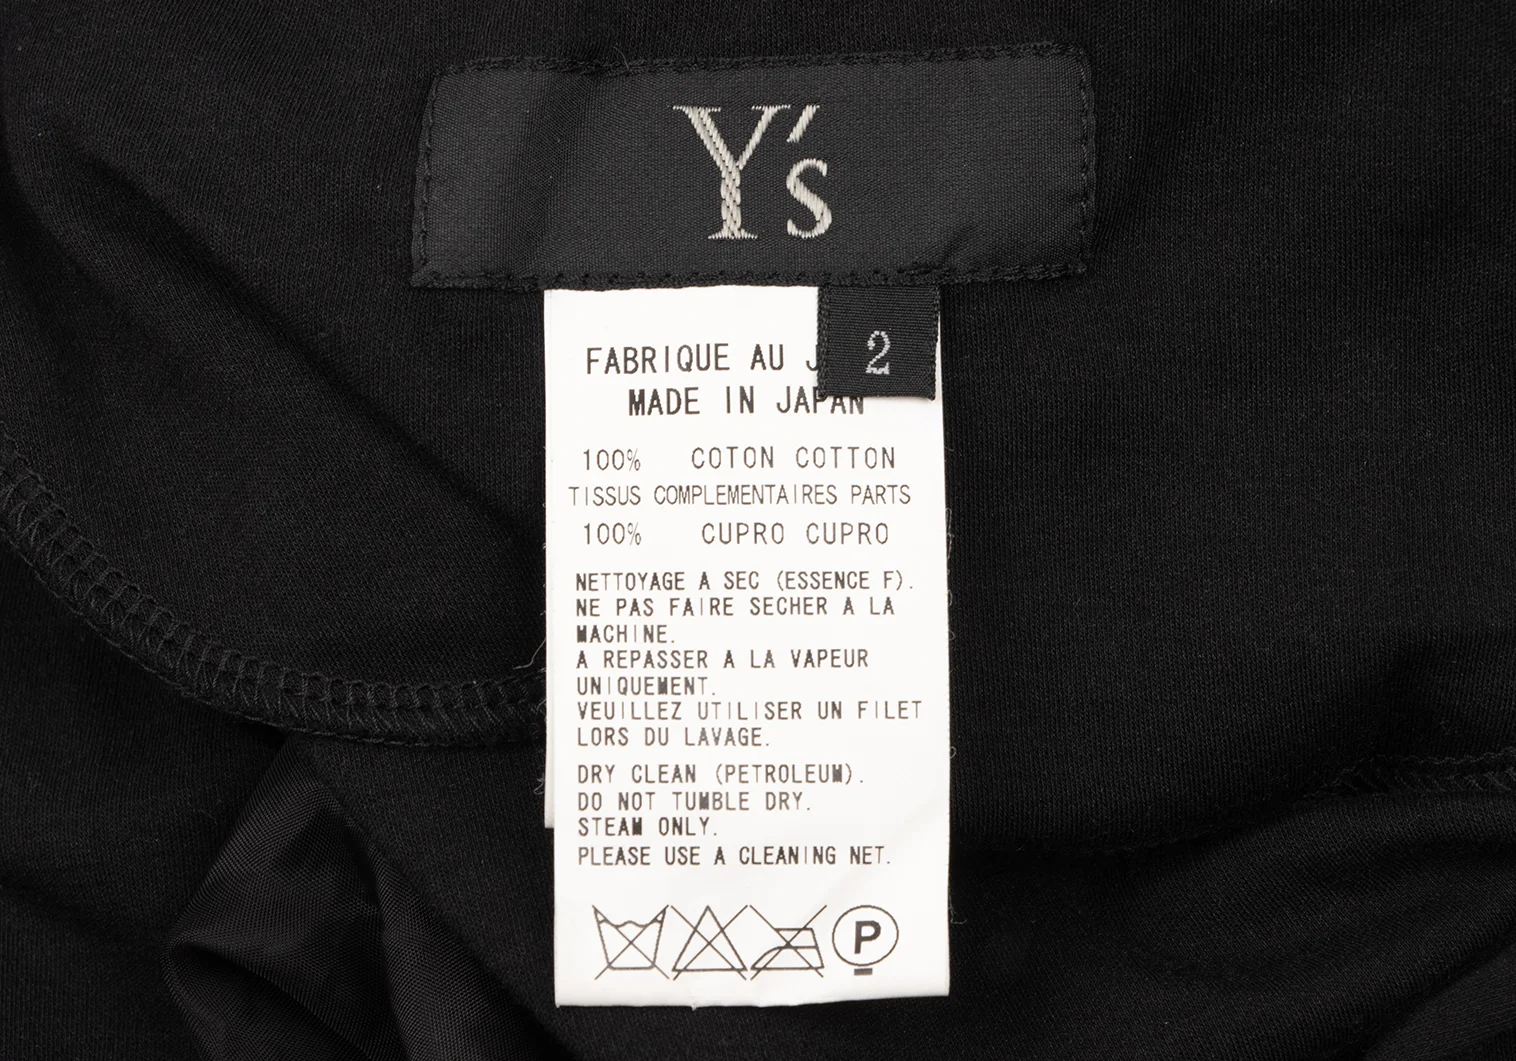 Y's
2
FABRIQUE AU
MADE IN JAPAN
100% COTON COTTON
TISSUS COMPLEMENTAIRES PARTS
100% CUPRO CUPRO
NETTOYAGE A SEC (ESSENCE F).
NE PAS FAIRE SECHER A LA
MACHINE.
A REPASSER A LA VAPEUR
UNIQUEMENT.
VEUILLEZ UTILISER UN FILET
LORS DU LAVAGE.
DRY CLEAN (PETROLEUM).
DO NOT TUMBLE DRY.
STEAM ONLY.
PLEASE USE A CLEANING NET.
P